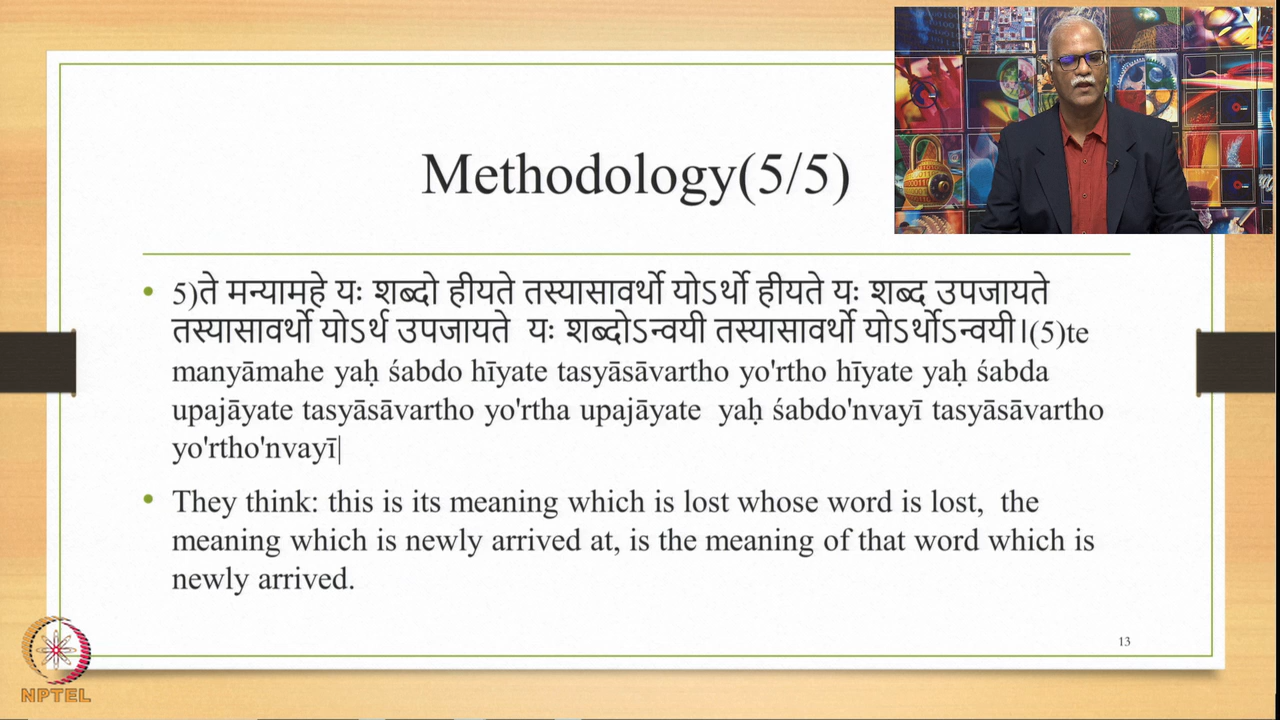 Methodology(5/5)
5)ते मन्यामहे यः शब्दो हीयते तस्यासावर्थो योऽर्थो हीयते यः शब्द उपजायते
तस्यासावर्थो योऽर्थ उपजायते  यः शब्दोऽन्वयी तस्यासावर्थो योऽर्थोऽन्वयी।(5)te
manyāmahe yaḥ śabdo hīyate tasyāsāvartho yo'rtho hīyate yaḥ śabda
upajāyate tasyāsāvartho yo'rtha upajāyate  yaḥ śabdo'nvayī tasyāsāvartho
yo'rtho'nvayī|
They think: this is its meaning which is lost whose word is lost,  the
meaning which is newly arrived at, is the meaning of that word which is
newly arrived.
13
NPTEL